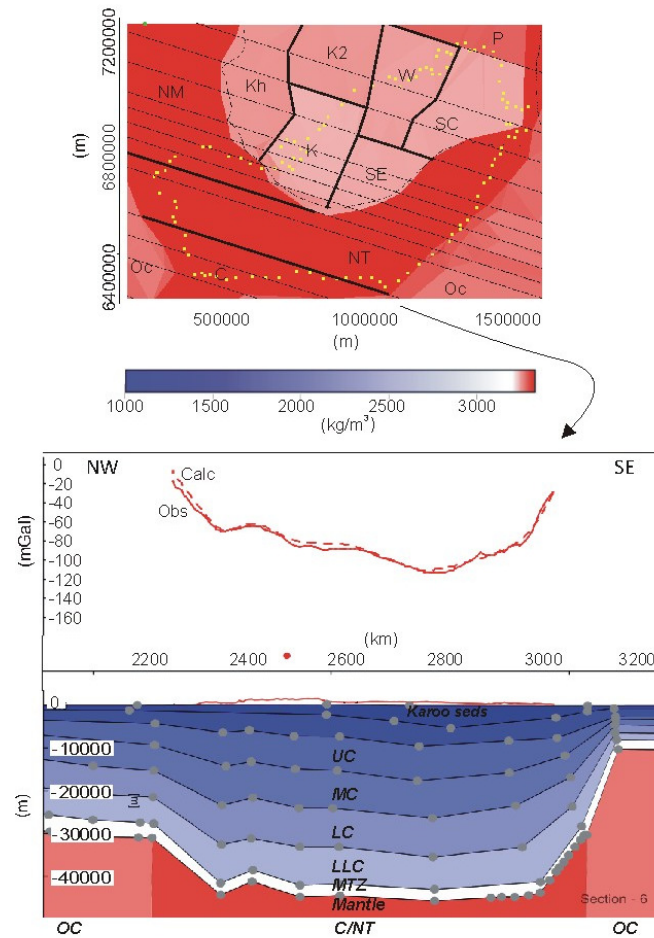 7200000
6800000
6400000
(m)
P
K2
W
NM
Kh
SC
K
SE
NT
Oc
C
Oc
500000
1000000
1500000
(m)
1000
1500
2000
2500
3000
(kg/m³)
0
-20
-40
-60
-80
-100
-120
-140
-160
(mGal)
NW
SE
Calc
Obs
(km)
2200
2400
2600
2800
3000
3200
0
-10000
-20000
-30000
-40000
(m)
[m]
Karoo seds
UC
MC
LC
LLC
MTZ
Mantle
Section - 6
OC
C/NT
OC